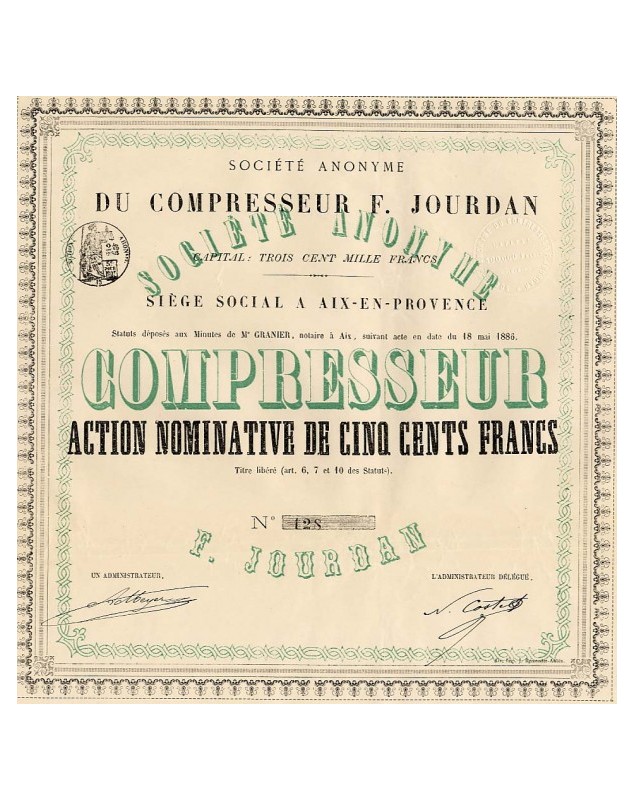 SOCIÉTÉ ANONYME
DU COMPRESSEUR F. JOURDAN
SOCIÉTÉ ANONYME
CAPITAL: TROIS CENT MILLE FRANCS
SIÈGE SOCIAL A AIX-EN-PROVENCE
Statuts déposés aux Minutes de Mᵉ GRANIER, notaire à Aix, suivant acte en date du 18 mai 1886.
COMPRESSEUR
ACTION NOMINATIVE DE CINQ CENTS FRANCS
Titre libéré (art. 6, 7 et 10 des Statuts).
N° 128
F. JOURDAN
UN ADMINISTRATEUR,
L'ADMINISTRATEUR DÉLÉGUÉ,
N. Coste